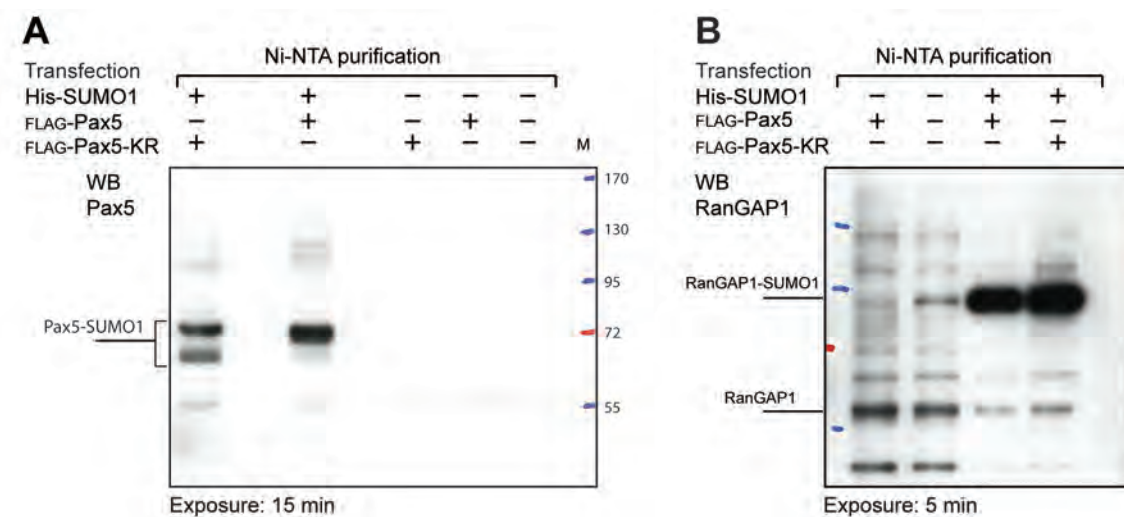 A
Ni-NTA purification
Transfection
His-SUMO1 + + − − −
FLAG-Pax5 − + − + −
FLAG-Pax5-KR + − + − −
M
WB
Pax5
170
130
95
72
55
Pax5-SUMO1
Exposure: 15 min
B
Ni-NTA purification
Transfection
His-SUMO1 − − + +
FLAG-Pax5 + − + −
FLAG-Pax5-KR − − − +
WB
RanGAP1
RanGAP1-SUMO1
RanGAP1
Exposure: 5 min